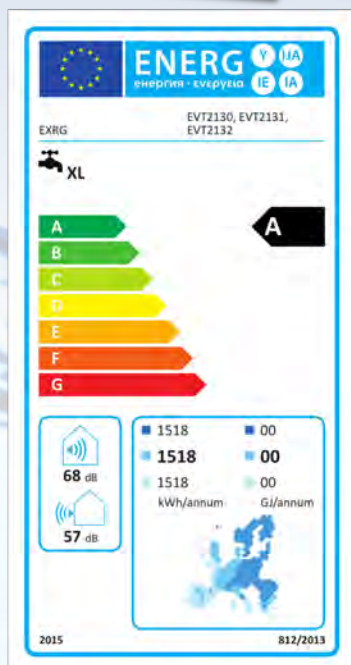 ENERG Y IJA
енергия · ενεργεια IE IA
EXRG
EVT2130, EVT2131,
EVT2132
XL
A
A
B
C
D
E
F
G
68 dB
57 dB
1518 00
1518 00
1518 00
kWh/annum GJ/annum
2015 812/2013